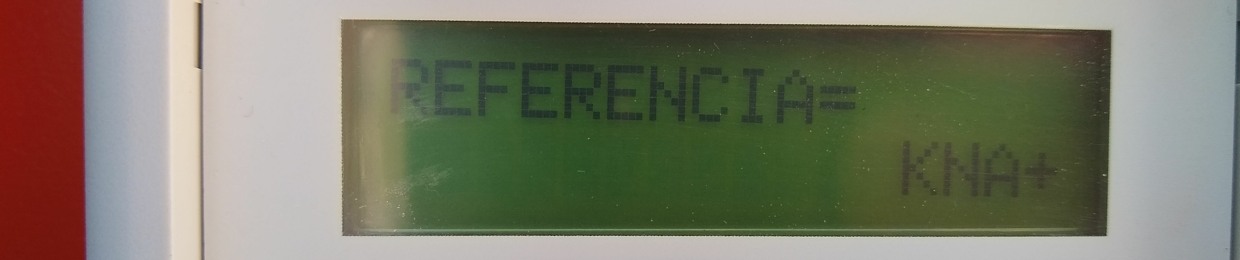 REFERENCIA=
KNA+